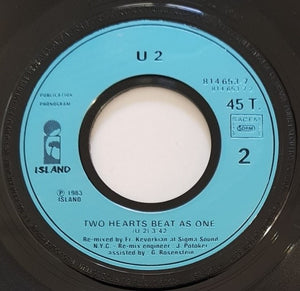 U 2
PUBLICATION
PHONOGRAM
814 653-7
45 T.
SACEM
2
ISLAND
℗ 1983
ISLAND
TWO HEARTS BEAT AS ONE
(U 2) 3.42
Re-mixed by Fr. Kevorkian at Sigma Sound
N.Y.C. - Re-mix engineer : J. Potoker
assisted by : G. Rosenstein